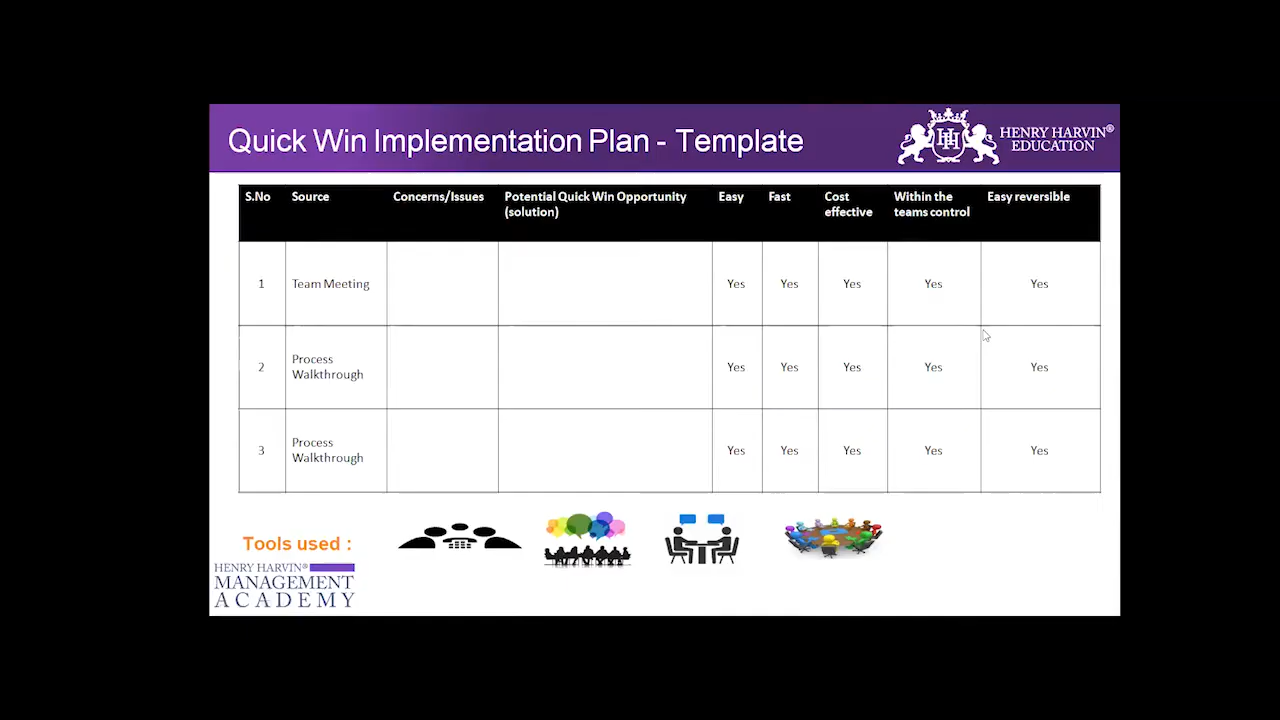 Quick Win Implementation Plan - Template
HENRY HARVIN®
EDUCATION
S.No Source Concerns/Issues Potential Quick Win Opportunity (solution) Easy Fast Cost effective Within the teams control Easy reversible
1 Team Meeting Yes Yes Yes Yes Yes
2 Process Walkthrough Yes Yes Yes Yes Yes
3 Process Walkthrough Yes Yes Yes Yes Yes
Tools used :
HENRY HARVIN®
MANAGEMENT
ACADEMY